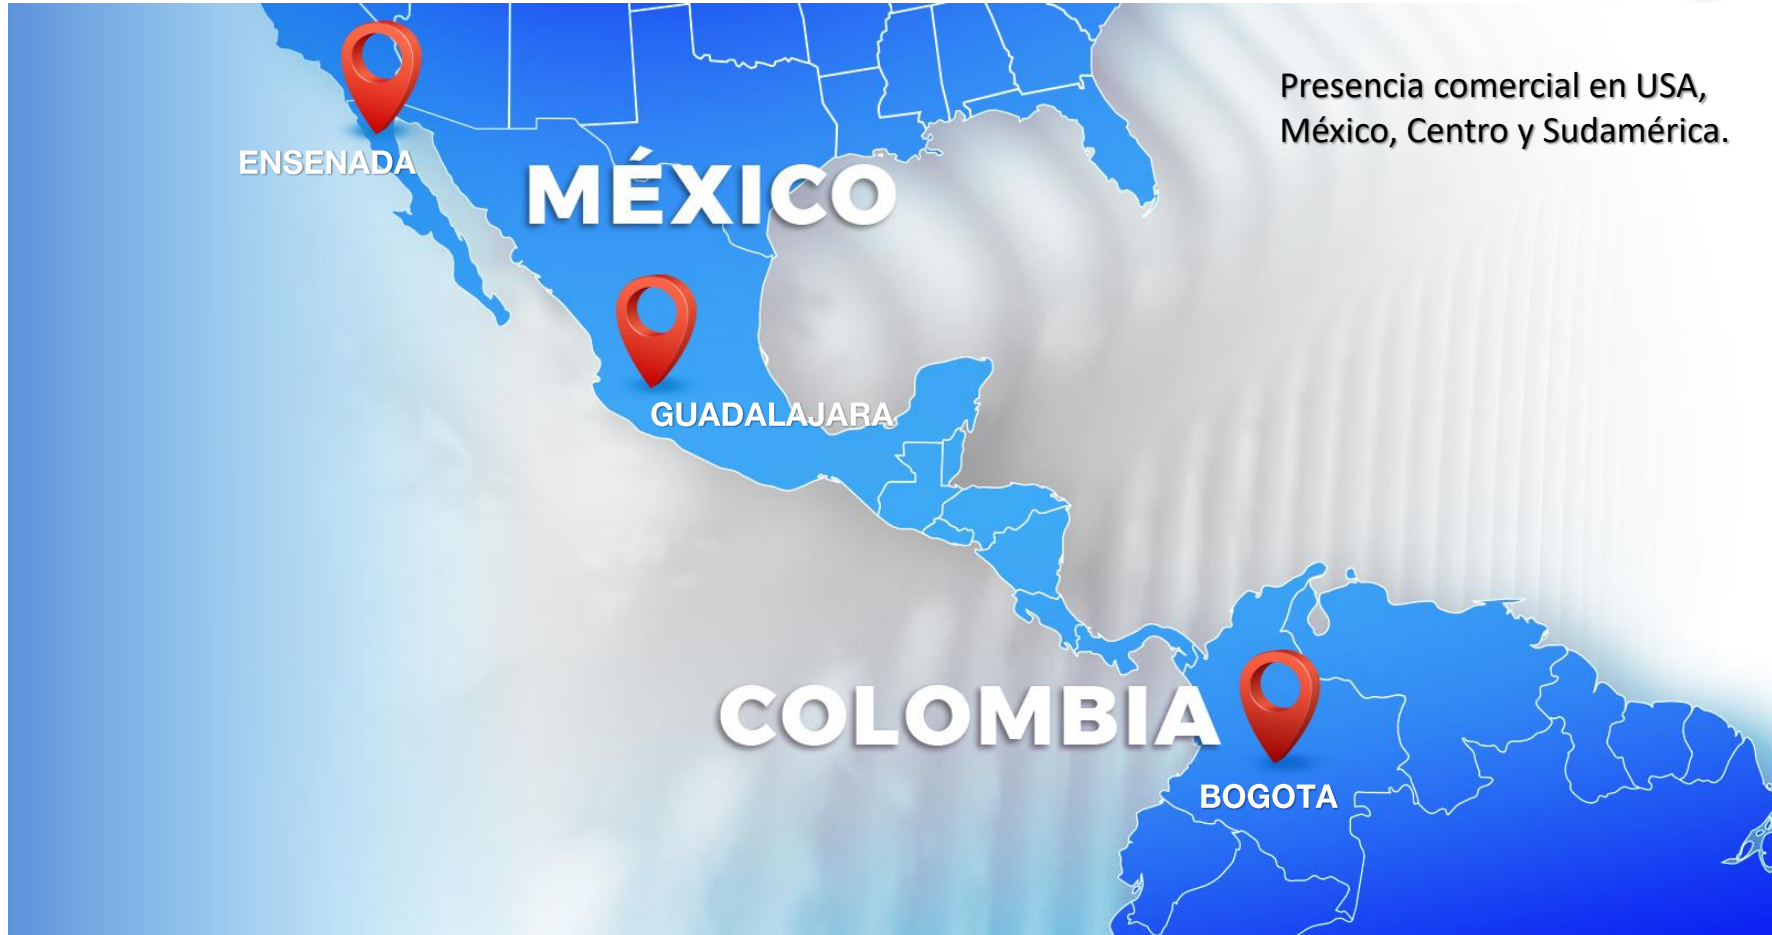 Presencia comercial en USA,
México, Centro y Sudamérica.
ENSENADA
MÉXICO
GUADALAJARA
COLOMBIA
BOGOTA